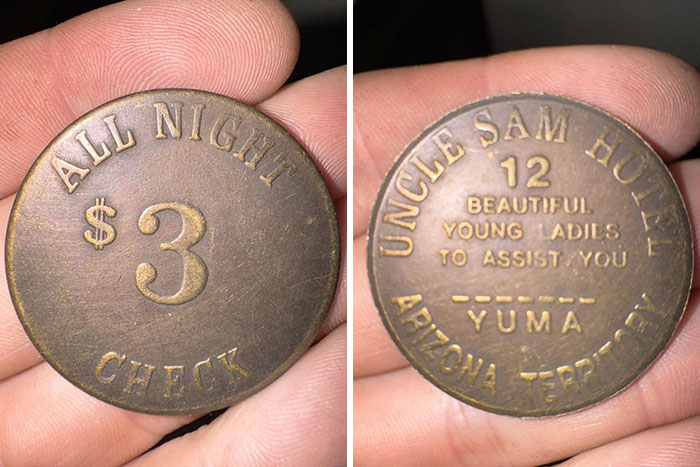 ALL NIGHT
$3
CHECK
UNCLE SAM HOTEL
12
BEAUTIFUL
YOUNG LADIES
TO ASSIST YOU
YUMA
ARIZONA TERRITORY